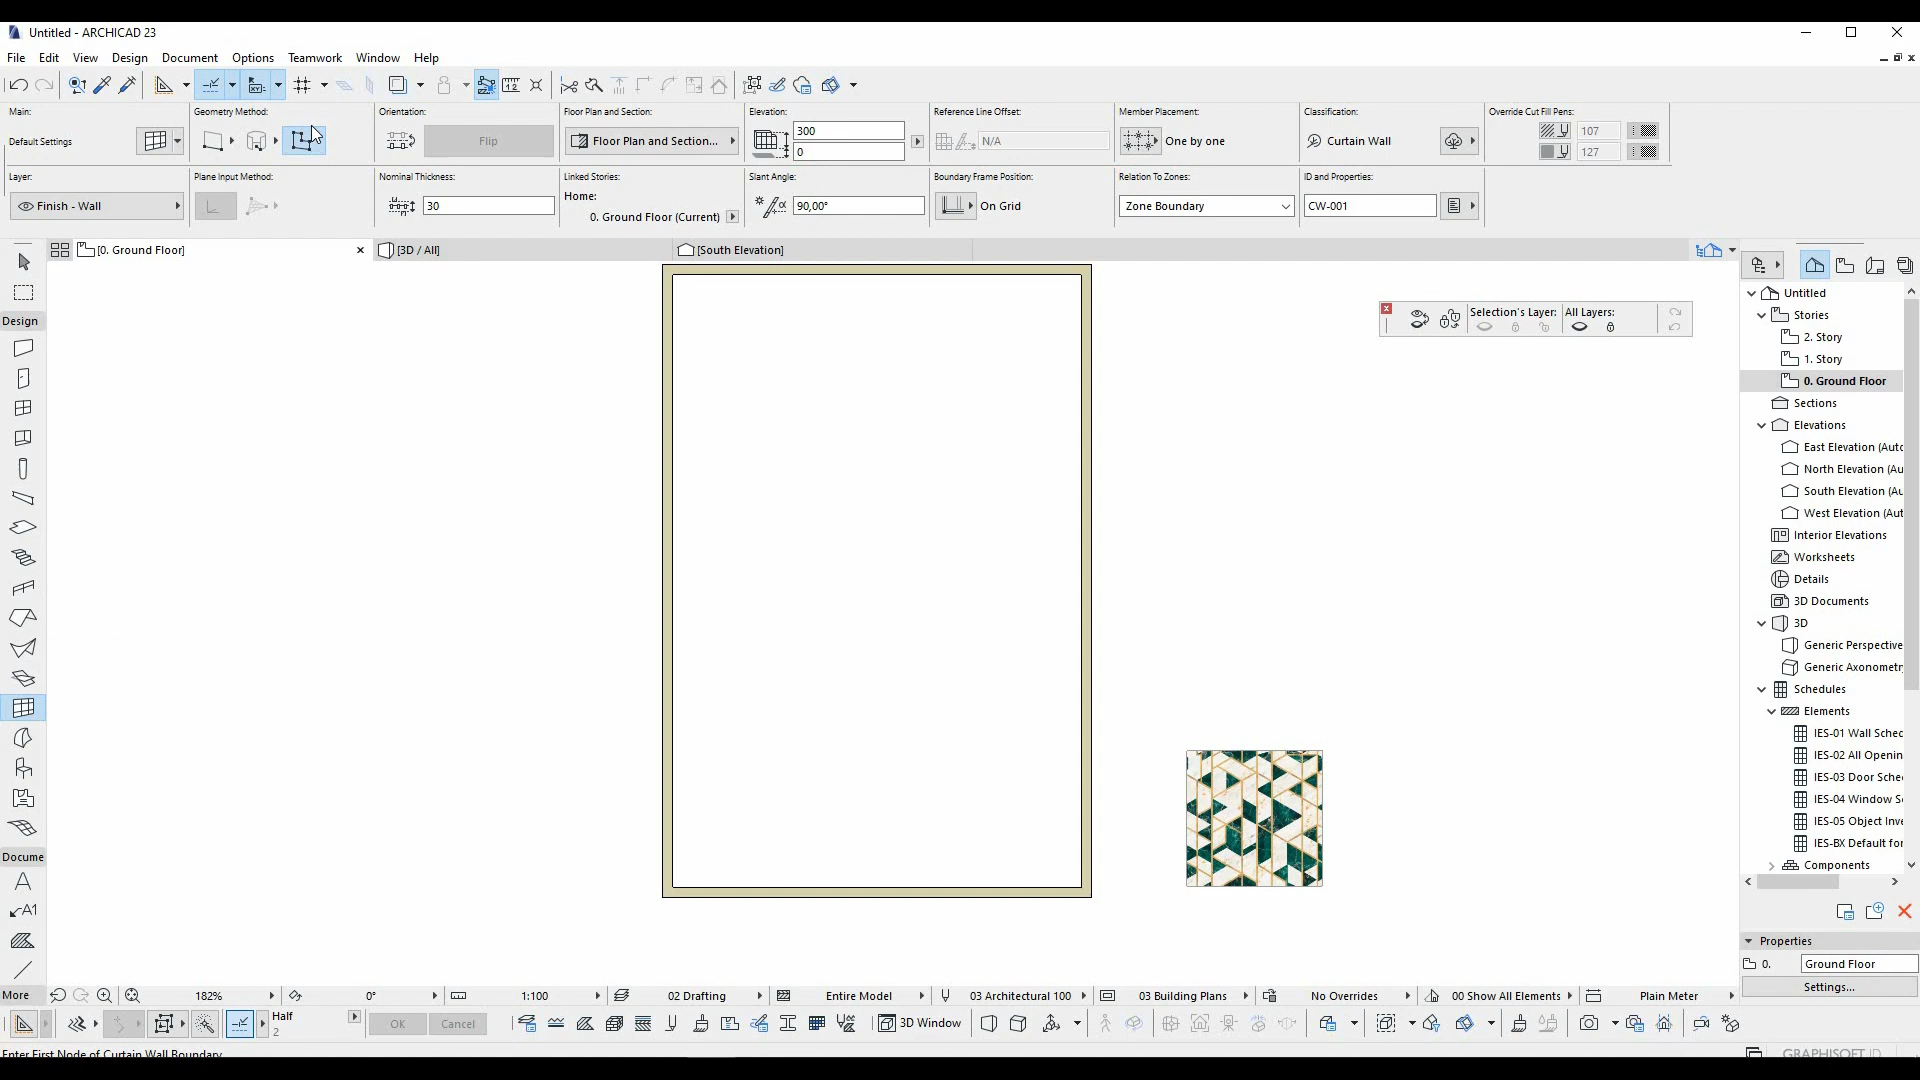 Untitled - ARCHICAD 23
File Edit View Design Document Options Teamwork Window Help
Main: Geometry Method: Orientation: Floor Plan and Section: Elevation: Reference Line Offset: Member Placement: Classification: Override Cut Fill Pens:
Default Settings Flip Floor Plan and Section... 300 N/A One by one Curtain Wall 107
0 127
Layer: Plane Input Method: Nominal Thickness: Linked Stories: Slant Angle: Boundary Frame Position: Relation To Zones: ID and Properties:
Home:
Finish - Wall 30 0. Ground Floor (Current) 90,00° On Grid Zone Boundary CW-001
[0. Ground Floor] [3D / All] [South Elevation]
Design
Selection's Layer: All Layers:
Untitled
Stories
2. Story
1. Story
0. Ground Floor
Sections
Elevations
East Elevation (Auto
North Elevation (Au
South Elevation (Au
West Elevation (Aut
Interior Elevations
Worksheets
Details
3D Documents
3D
Generic Perspective
Generic Axonometr
Schedules
Elements
IES-01 Wall Sched
IES-02 All Openin
IES-03 Door Sche
IES-04 Window S
IES-05 Object Inve
IES-BX Default for
Components
Docume
A
A1
More
Properties
0. Ground Floor
Settings...
182% 0° 1:100 02 Drafting Entire Model 03 Architectural 100 03 Building Plans No Overrides 00 Show All Elements Plain Meter
Half
2
OK Cancel 3D Window
Enter First Node of Curtain Wall Boundary
GRAPHISOFT ID